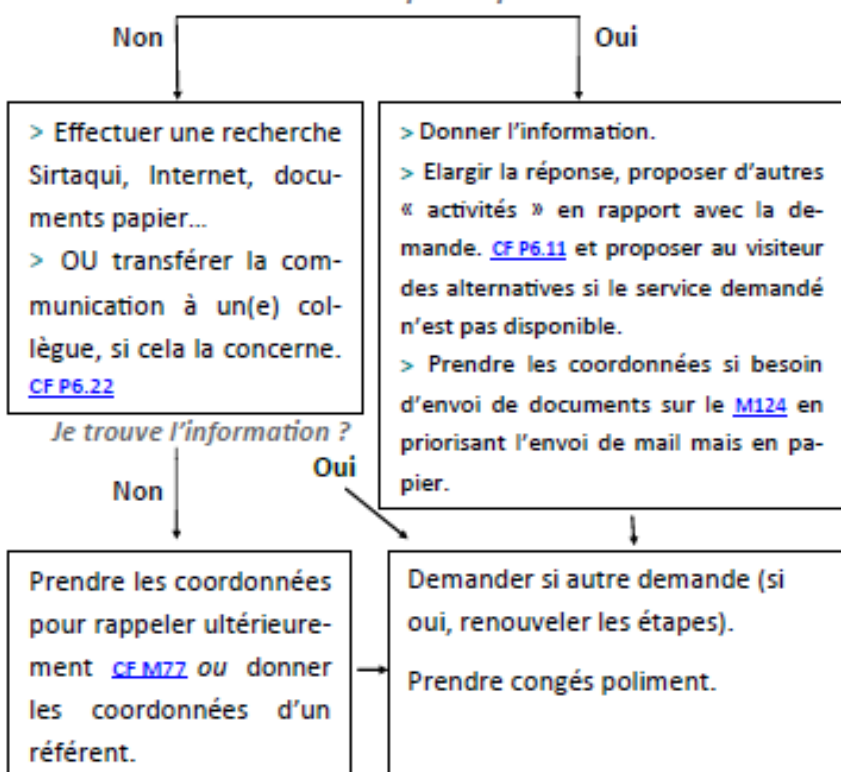 Non
Oui
> Effectuer une recherche
Sirtaqui, Internet, docu-
ments papier...
> OU transférer la com-
munication à un(e) col-
lègue, si cela la concerne.
CF P6.22
> Donner l'information.
> Elargir la réponse, proposer d'autres
« activités » en rapport avec la de-
mande. CF P6.11 et proposer au visiteur
des alternatives si le service demandé
n'est pas disponible.
> Prendre les coordonnées si besoin
d'envoi de documents sur le M124 en
priorisant l'envoi de mail mais en pa-
pier.
Je trouve l'information ?
Non
Oui
Prendre les coordonnées
pour rappeler ultérieure-
ment CF M77 ou donner
les coordonnées d'un
référent.
Demander si autre demande (si
oui, renouveler les étapes).
Prendre congés poliment.